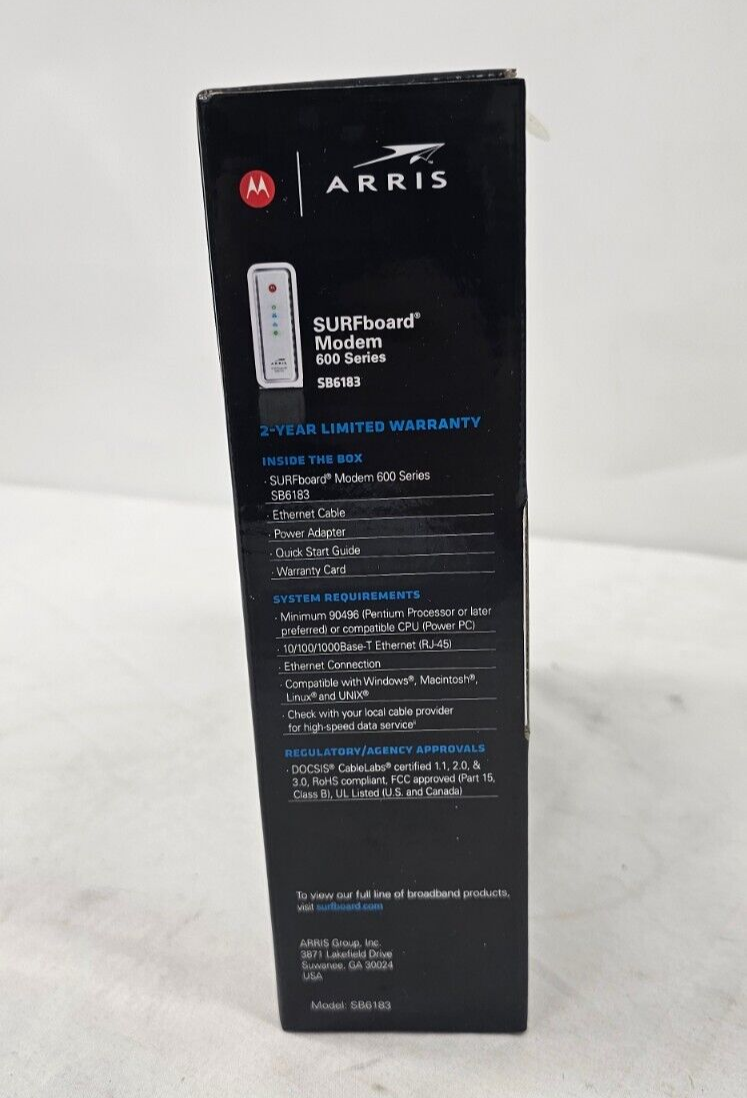 ARRIS
ARRIS
SURFboard®
Modem
600 Series
SB6183
2-YEAR LIMITED WARRANTY
INSIDE THE BOX
· SURFboard® Modem 600 Series
SB6183
· Ethernet Cable
· Power Adapter
· Quick Start Guide
· Warranty Card
SYSTEM REQUIREMENTS
· Minimum 90496 (Pentium Processor or later
preferred) or compatible CPU (Power PC)
· 10/100/1000Base-T Ethernet (RJ-45)
· Ethernet Connection
· Compatible with Windows®, Macintosh®,
Linux® and UNIX®
· Check with your local cable provider
for high-speed data service
REGULATORY/AGENCY APPROVALS
· DOCSIS® CableLabs® certified 1.1, 2.0, &
3.0, RoHS compliant, FCC approved (Part 15,
Class B), UL Listed (U.S. and Canada)
To view our full line of broadband products,
visit surfboard.com
ARRIS Group, Inc.
3871 Lakefield Drive
Suwanee, GA 30024
USA
Model: SB6183